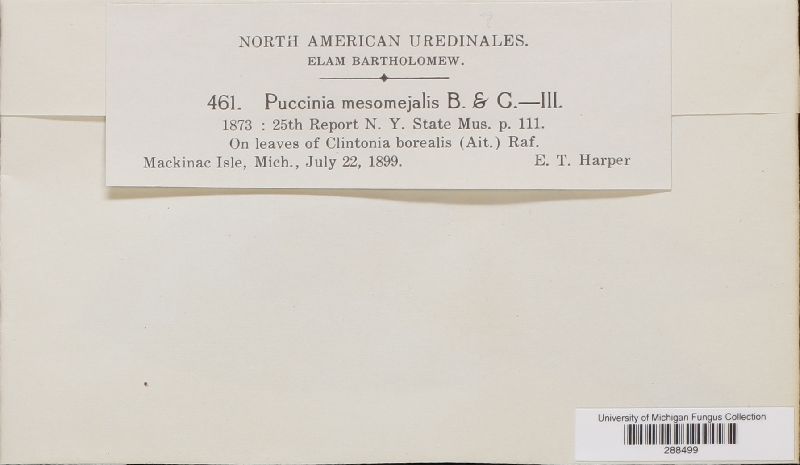 NORTH AMERICAN UREDINALES.
ELAM BARTHOLOMEW.
461. Puccinia mesomejalis B. & C.—III.
1873 : 25th Report N. Y. State Mus. p. 111.
On leaves of Clintonia borealis (Ait.) Raf.
Mackinac Isle, Mich., July 22, 1899. E. T. Harper
University of Michigan Fungus Collection
288499